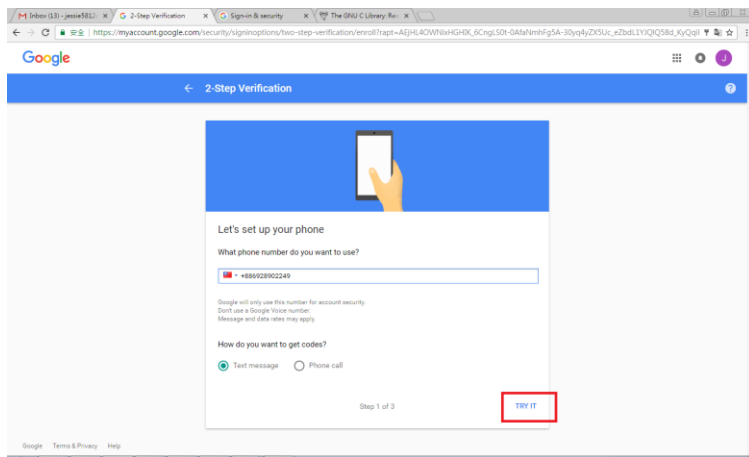 Inbox (13) - jessie5812
2-Step Verification
Sign-in & security
The GNU C Library: Re
安全 | https://myaccount.google.com/security/signinoptions/two-step-verification/enroll?rapt=
Google
J
← 2-Step Verification
Let's set up your phone
What phone number do you want to use?
+886928902249
Google will only use this number for account security.
Don't use a Google Voice number.
Message and data rates may apply.
How do you want to get codes?
Text message Phone call
Step 1 of 3 TRY IT
Google Terms & Privacy Help